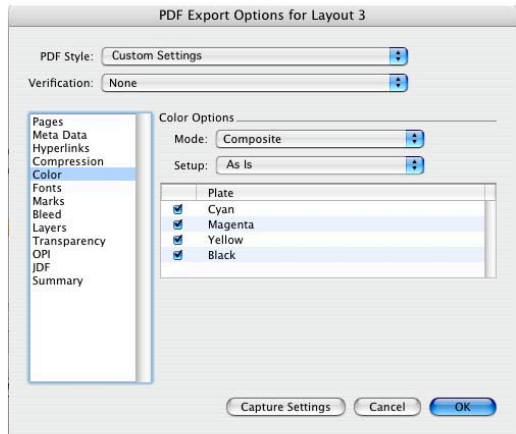 PDF Export Options for Layout 3
PDF Style: Custom Settings
Verification: None
Pages
Meta Data
Hyperlinks
Compression
Color
Fonts
Marks
Bleed
Layers
Transparency
OPI
JDF
Summary
Color Options
Mode: Composite
Setup: As Is
Plate
Cyan
Magenta
Yellow
Black
Capture Settings
Cancel
OK